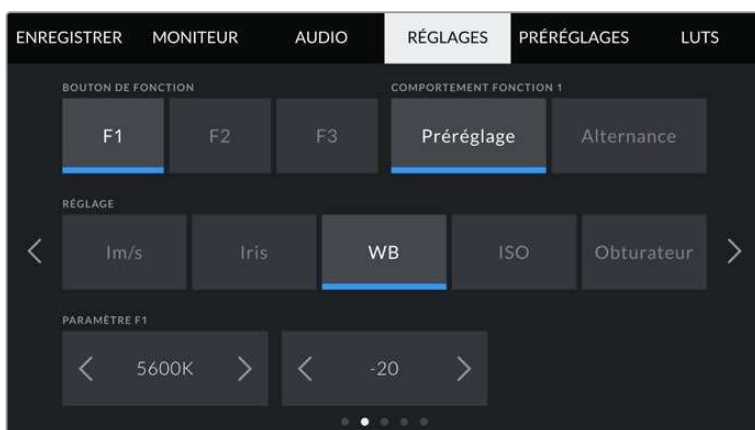 ENREGISTRER MONITEUR AUDIO RÉGLAGES PRÉRÉGLAGES LUTS
BOUTON DE FONCTION COMPORTEMENT FONCTION 1
F1 F2 F3 Préréglage Alternance
RÉGLAGE
Im/s Iris WB ISO Obturateur
PARAMÈTRE F1
5600K -20